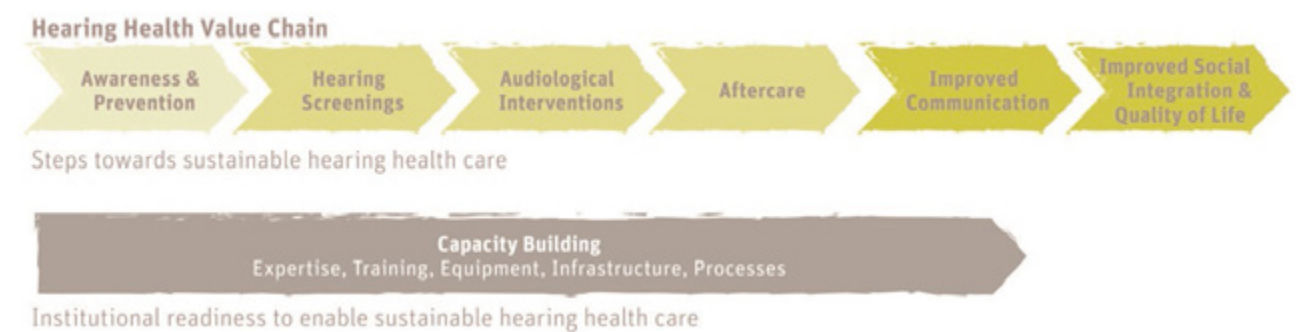 Hearing Health Value Chain
Awareness &
Prevention
Hearing
Screenings
Audiological
Interventions
Aftercare
Improved
Communication
Improved Social
Integration &
Quality of Life
Steps towards sustainable hearing health care
Capacity Building
Expertise, Training, Equipment, Infrastructure, Processes
Institutional readiness to enable sustainable hearing health care